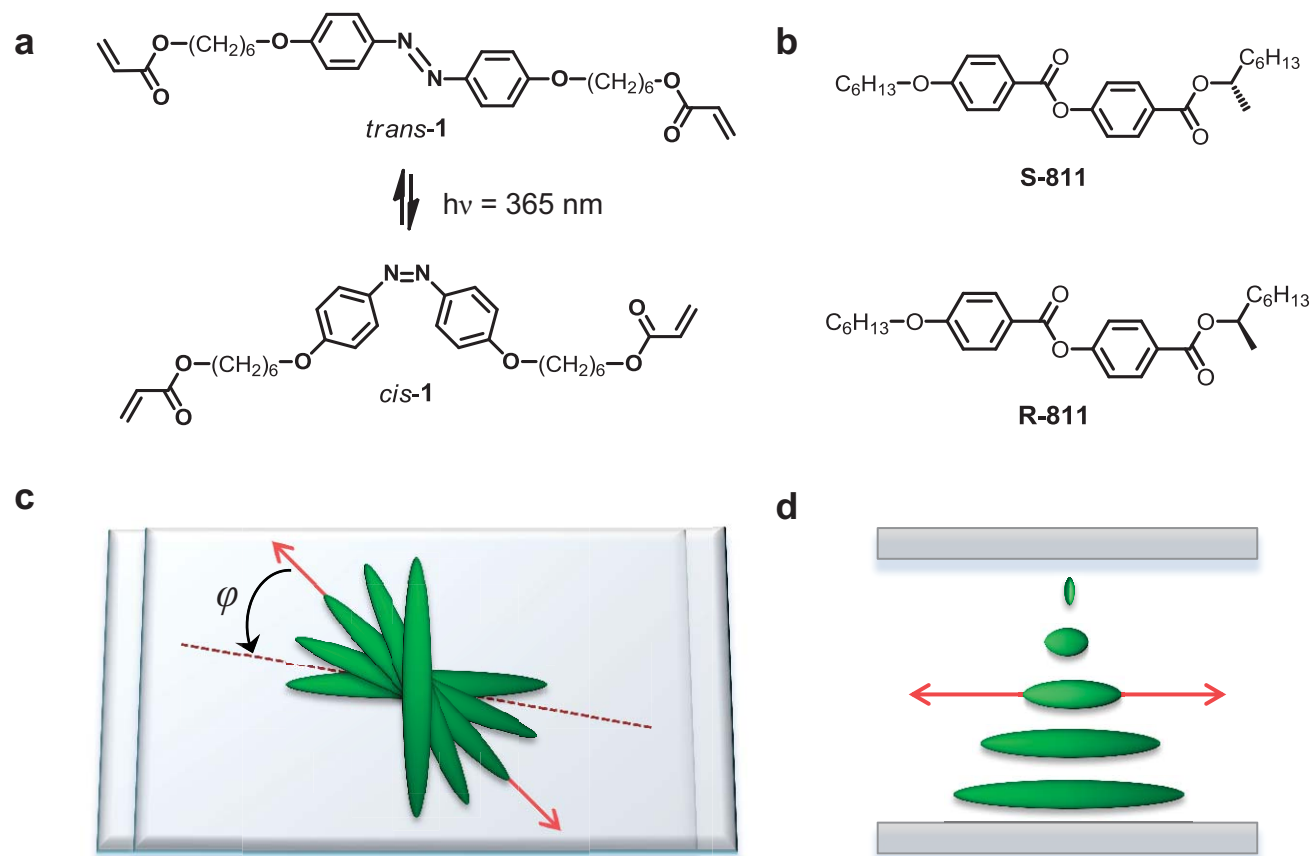 a
O–(CH₂)₆–O
N
N
O–(CH₂)₆–O
O
O
trans-1
hν = 365 nm
N=N
O
O–(CH₂)₆–O
O–(CH₂)₆–O
O
cis-1
b
O
C₆H₁₃–O
O
O
C₆H₁₃
O
S-811
O
C₆H₁₃–O
O
O
C₆H₁₃
O
R-811
c
φ
d